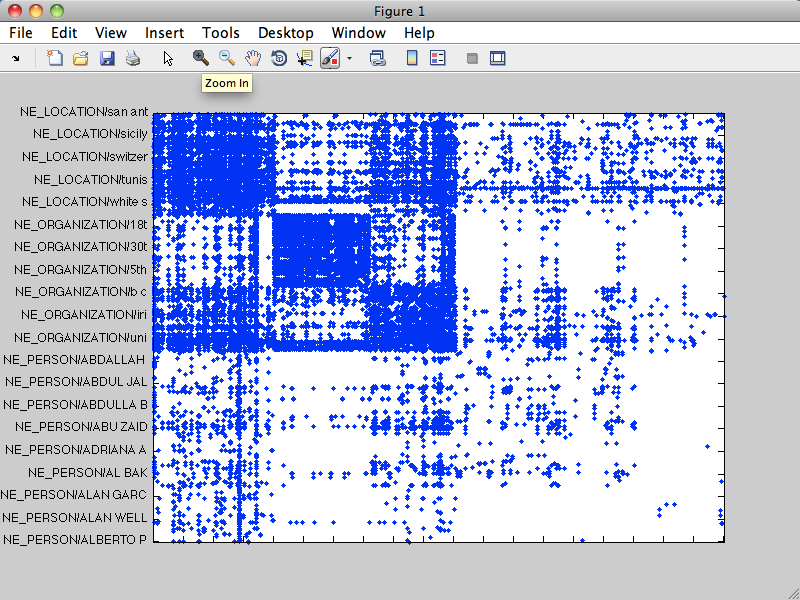 Figure 1
File Edit View Insert Tools Desktop Window Help
Zoom In
NE_LOCATION/san ant
NE_LOCATION/sicily
NE_LOCATION/switzer
NE_LOCATION/tunis
NE_LOCATION/white s
NE_ORGANIZATION/18t
NE_ORGANIZATION/30t
NE_ORGANIZATION/5th
NE_ORGANIZATION/b c
NE_ORGANIZATION/iri
NE_ORGANIZATION/uni
NE_PERSON/ABDALLAH
NE_PERSON/ABDUL JAL
NE_PERSON/ABDULLA B
NE_PERSON/ABU ZAID
NE_PERSON/ADRIANA A
NE_PERSON/AL BAK
NE_PERSON/ALAN GARC
NE_PERSON/ALAN WELL
NE_PERSON/ALBERTO P